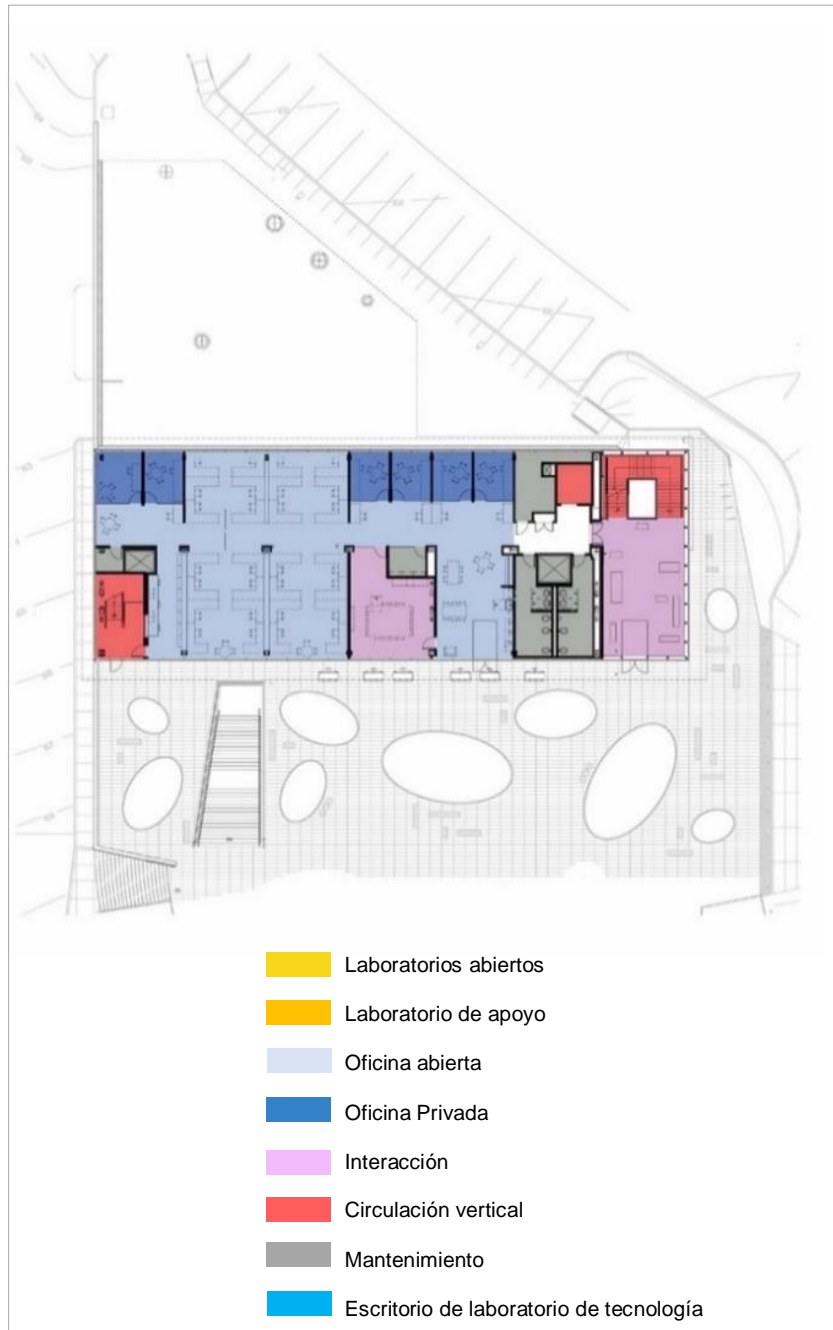 Laboratorios abiertos
Laboratorio de apoyo
Oficina abierta
Oficina Privada
Interacción
Circulación vertical
Mantenimiento
Escritorio de laboratorio de tecnología